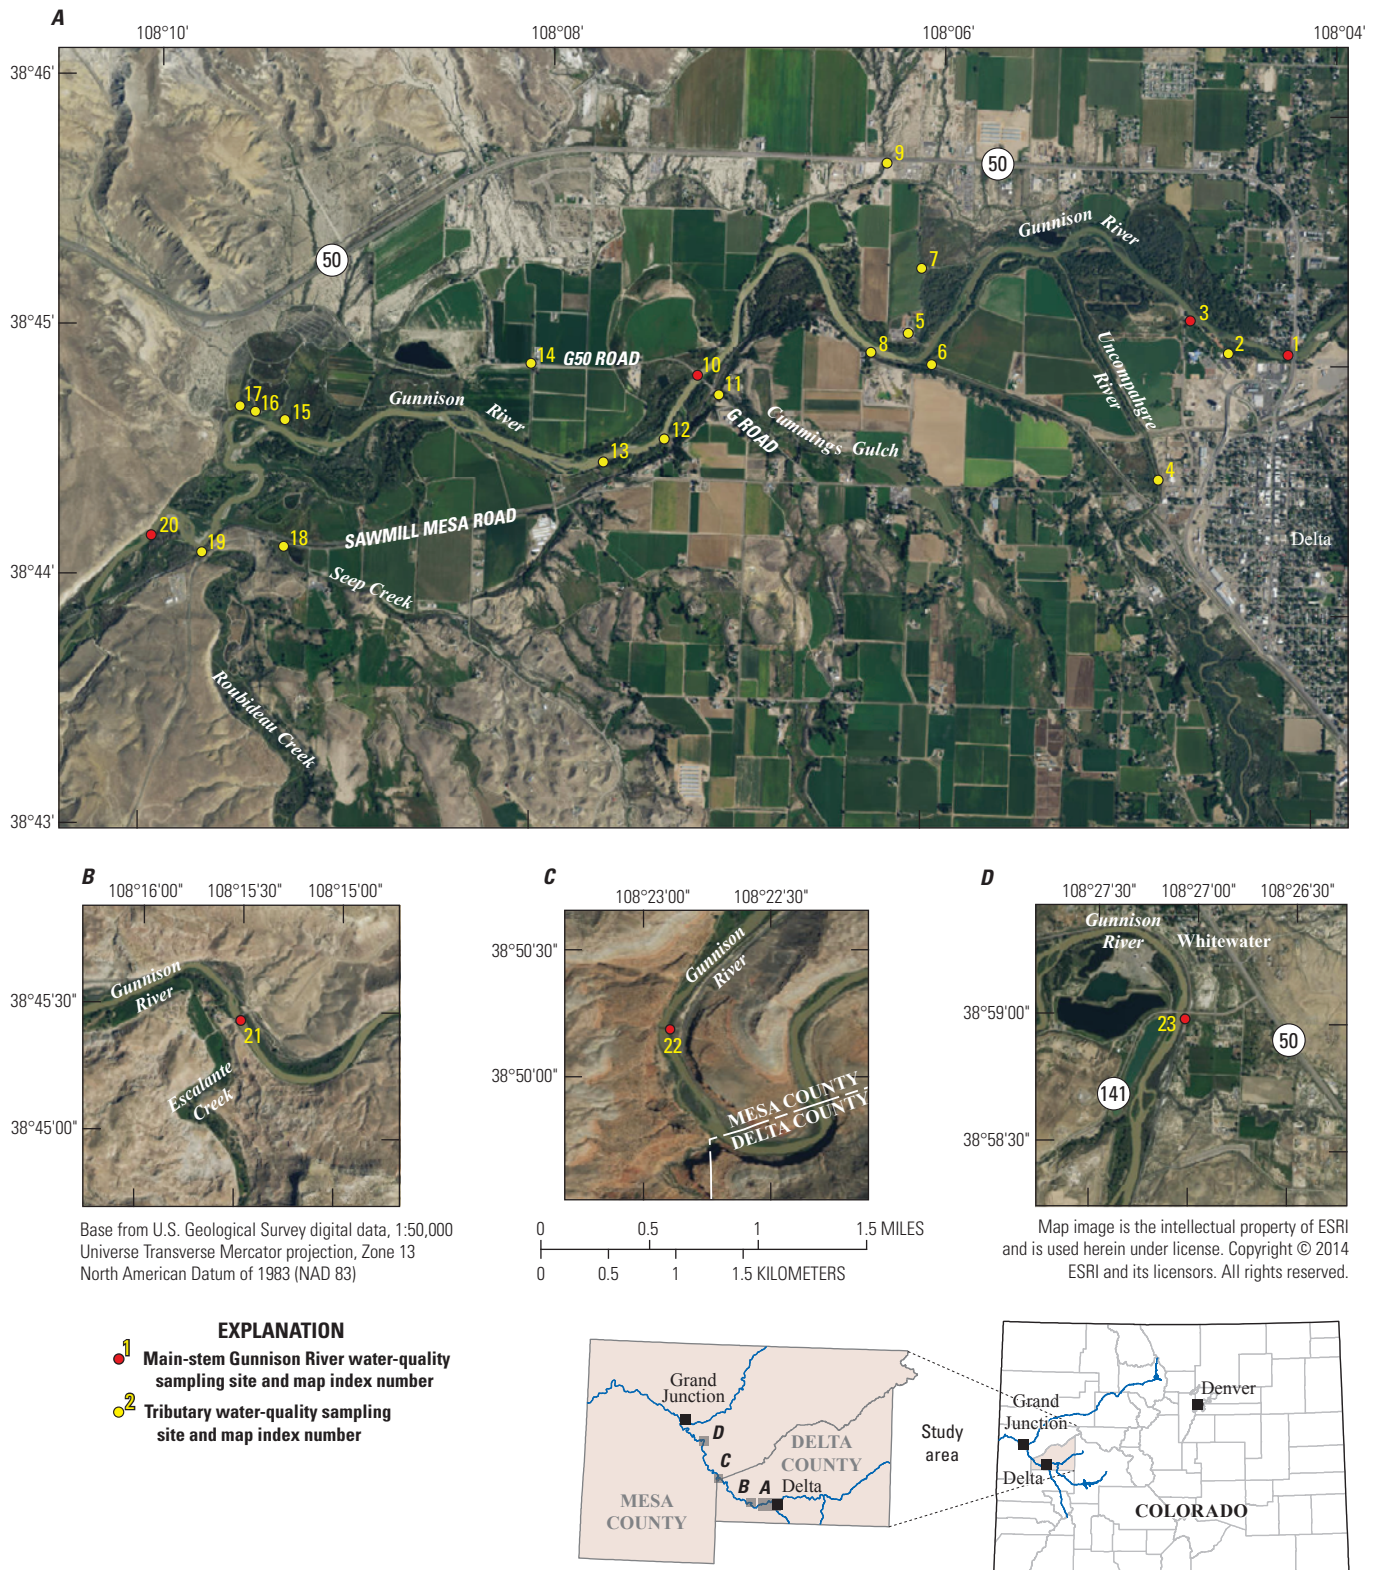 A
108°10'
108°08'
108°06'
108°04'
38°46'
38°45'
38°44'
38°43'
9
50
50
Gunnison River
7
3
5
2
1
8
6
Uncompahgre
River
14
G50 ROAD
10
11
17
16
15
Gunnison River
Cummings Gulch
G ROAD
12
13
4
20
19
18
SAWMILL MESA ROAD
Delta
Seep Creek
Roubideau Creek
B
108°16'00"
108°15'30"
108°15'00"
38°45'30"
38°45'00"
Gunnison
River
21
Escalante
Creek
C
108°23'00"
108°22'30"
38°50'30"
38°50'00"
Gunnison
River
22
MESA COUNTY
DELTA COUNTY
D
108°27'30"
108°27'00"
108°26'30"
38°59'00"
38°58'30"
Gunnison
River
Whitewater
23
50
141
Base from U.S. Geological Survey digital data, 1:50,000
Universe Transverse Mercator projection, Zone 13
North American Datum of 1983 (NAD 83)
0 0.5 1 1.5 MILES
0 0.5 1 1.5 KILOMETERS
Map image is the intellectual property of ESRI
and is used herein under license. Copyright © 2014
ESRI and its licensors. All rights reserved.
EXPLANATION
1
Main-stem Gunnison River water-quality
sampling site and map index number
2
Tributary water-quality sampling
site and map index number
Grand
Junction
D
C
DELTA
COUNTY
B
A
Delta
MESA
COUNTY
Study
area
Denver
Grand
Junction
Delta
COLORADO